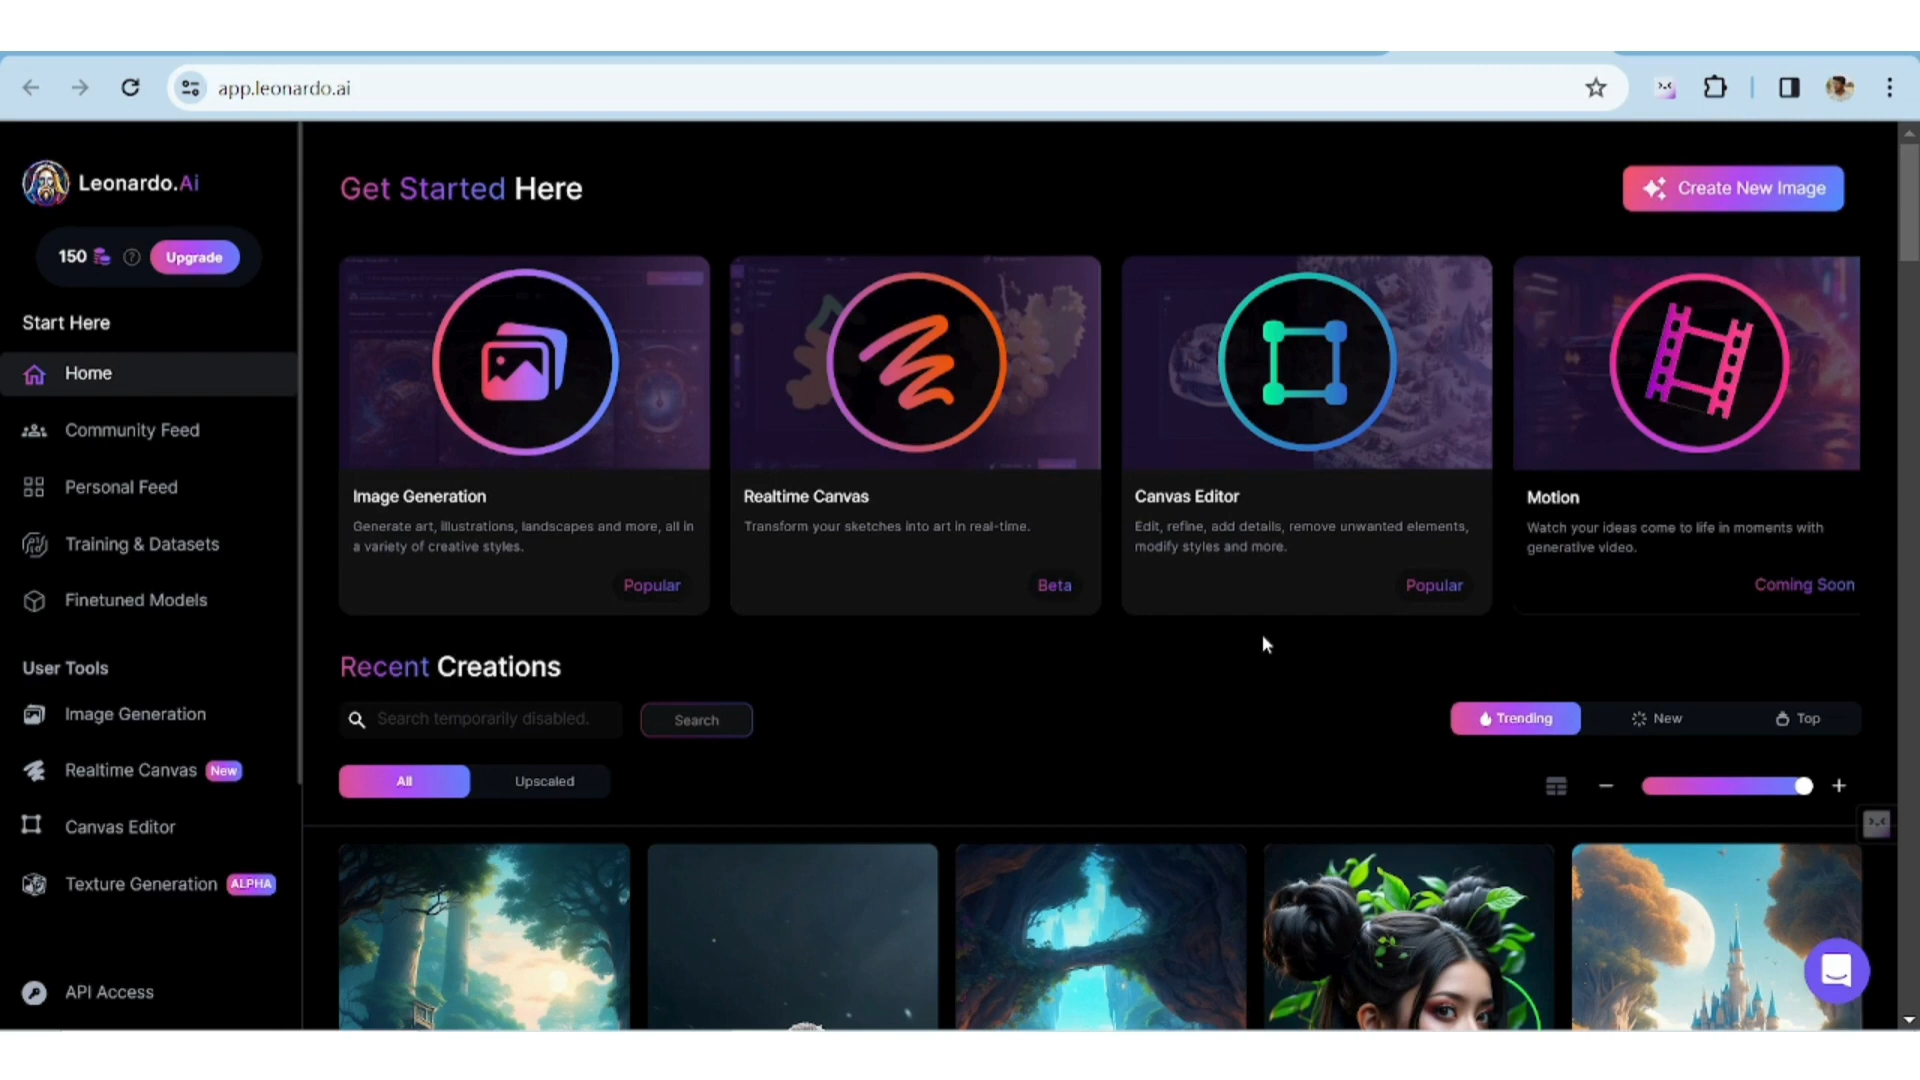 app.leonardo.ai
Leonardo.Ai
150
Upgrade
Start Here
Home
Community Feed
Personal Feed
Training & Datasets
Finetuned Models
User Tools
Image Generation
Realtime Canvas New
Canvas Editor
Texture Generation ALPHA
API Access
Get Started Here
Create New Image
Image Generation
Generate art, illustrations, landscapes and more, all in
a variety of creative styles.
Popular
Realtime Canvas
Transform your sketches into art in real-time.
Beta
Canvas Editor
Edit, refine, add details, remove unwanted elements,
modify styles and more.
Popular
Motion
Watch your ideas come to life in moments with
generative video.
Coming Soon
Recent Creations
Search temporarily disabled.
Search
Trending
New
Top
All
Upscaled